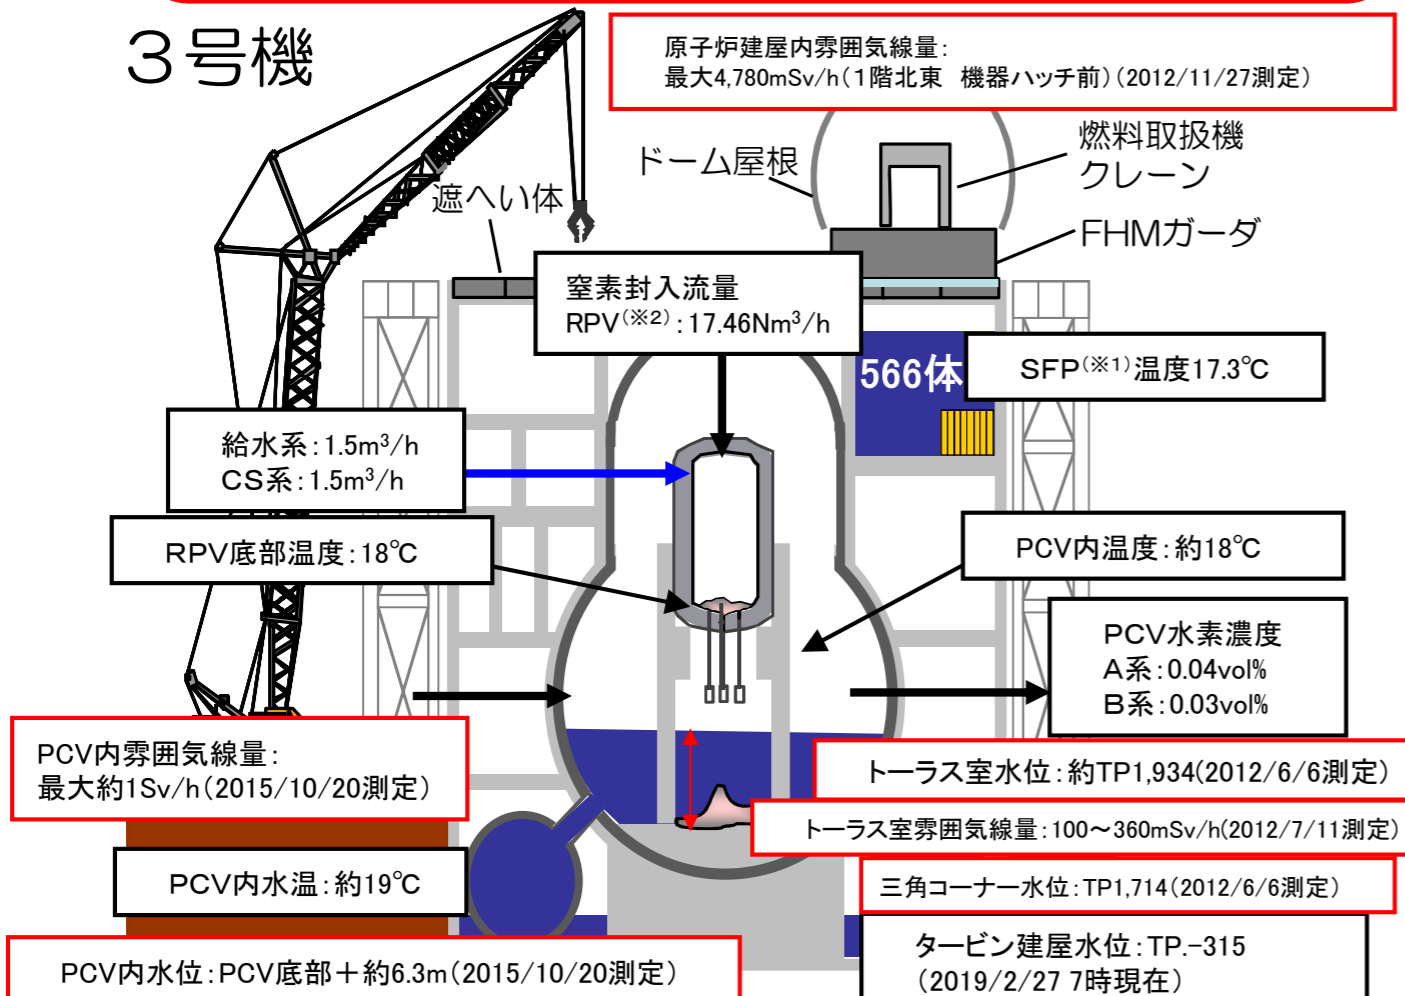 3号機
原子炉建屋内雰囲気線量：
最大4,780mSv/h（１階北東　機器ハッチ前）（2012/11/27測定）
ドーム屋根
燃料取扱機
クレーン
遮へい体
FHMガーダ
窒素封入流量
RPV(※2)：17.46Nm³/h
566体
SFP(※1)温度17.3℃
給水系：1.5m³/h
CS系：1.5m³/h
RPV底部温度：18℃
PCV内温度：約18℃
PCV水素濃度
A系：0.04vol%
B系：0.03vol%
PCV内雰囲気線量：
最大約1Sv/h（2015/10/20測定）
トーラス室水位：約TP1,934（2012/6/6測定）
トーラス室雰囲気線量：100～360mSv/h（2012/7/11測定）
PCV内水温：約19℃
三角コーナー水位：TP1,714（2012/6/6測定）
PCV内水位：PCV底部＋約6.3m（2015/10/20測定）
タービン建屋水位：TP.-315
（2019/2/27 7時現在）